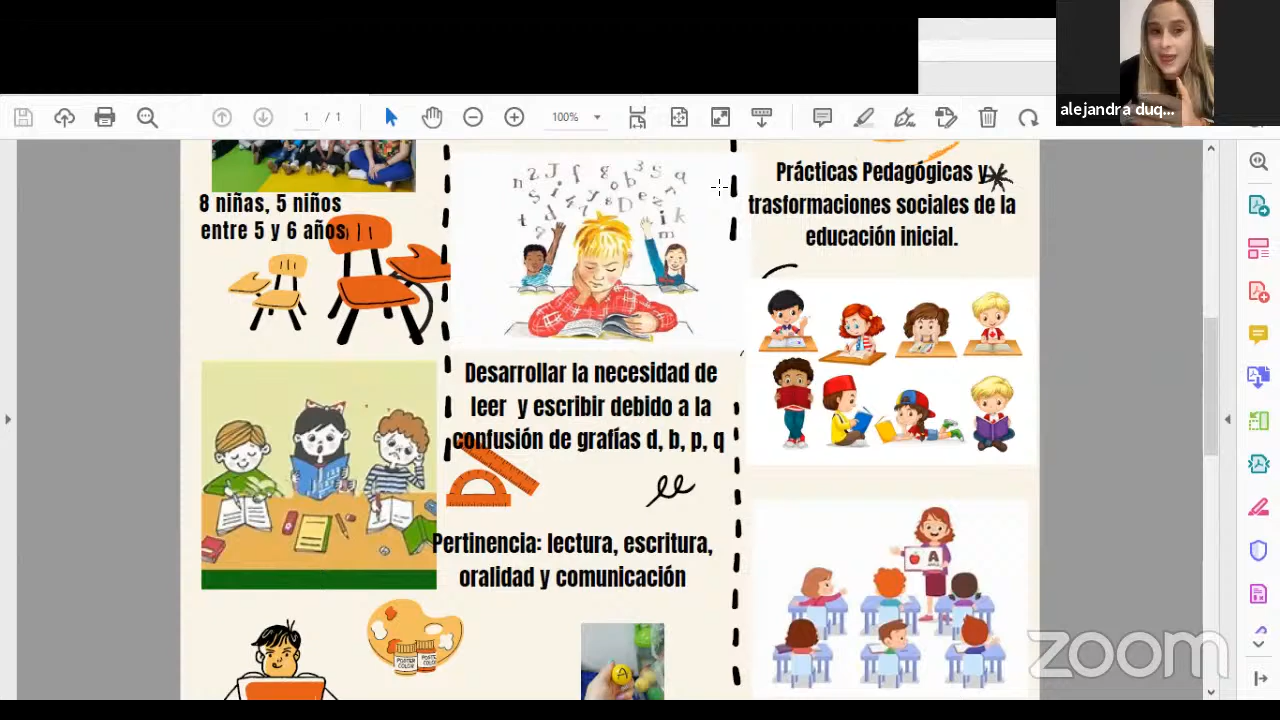 alejandra duq...
1 / 1
100%
8 niñas, 5 niños
entre 5 y 6 años
Desarrollar la necesidad de
leer y escribir debido a la
confusión de grafías d, b, p, q
Pertinencia: lectura, escritura,
oralidad y comunicación
Prácticas Pedagógicas y
trasformaciones sociales de la
educación inicial.
A
A
zoom